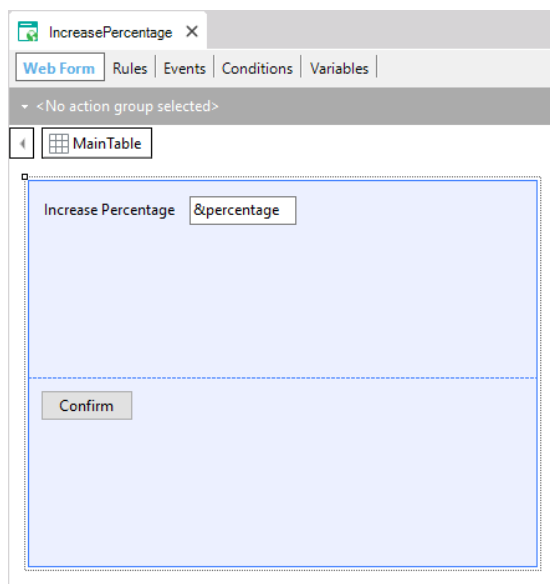 IncreasePercentage
Web Form Rules Events Conditions Variables
<No action group selected>
MainTable
Increase Percentage &percentage
Confirm